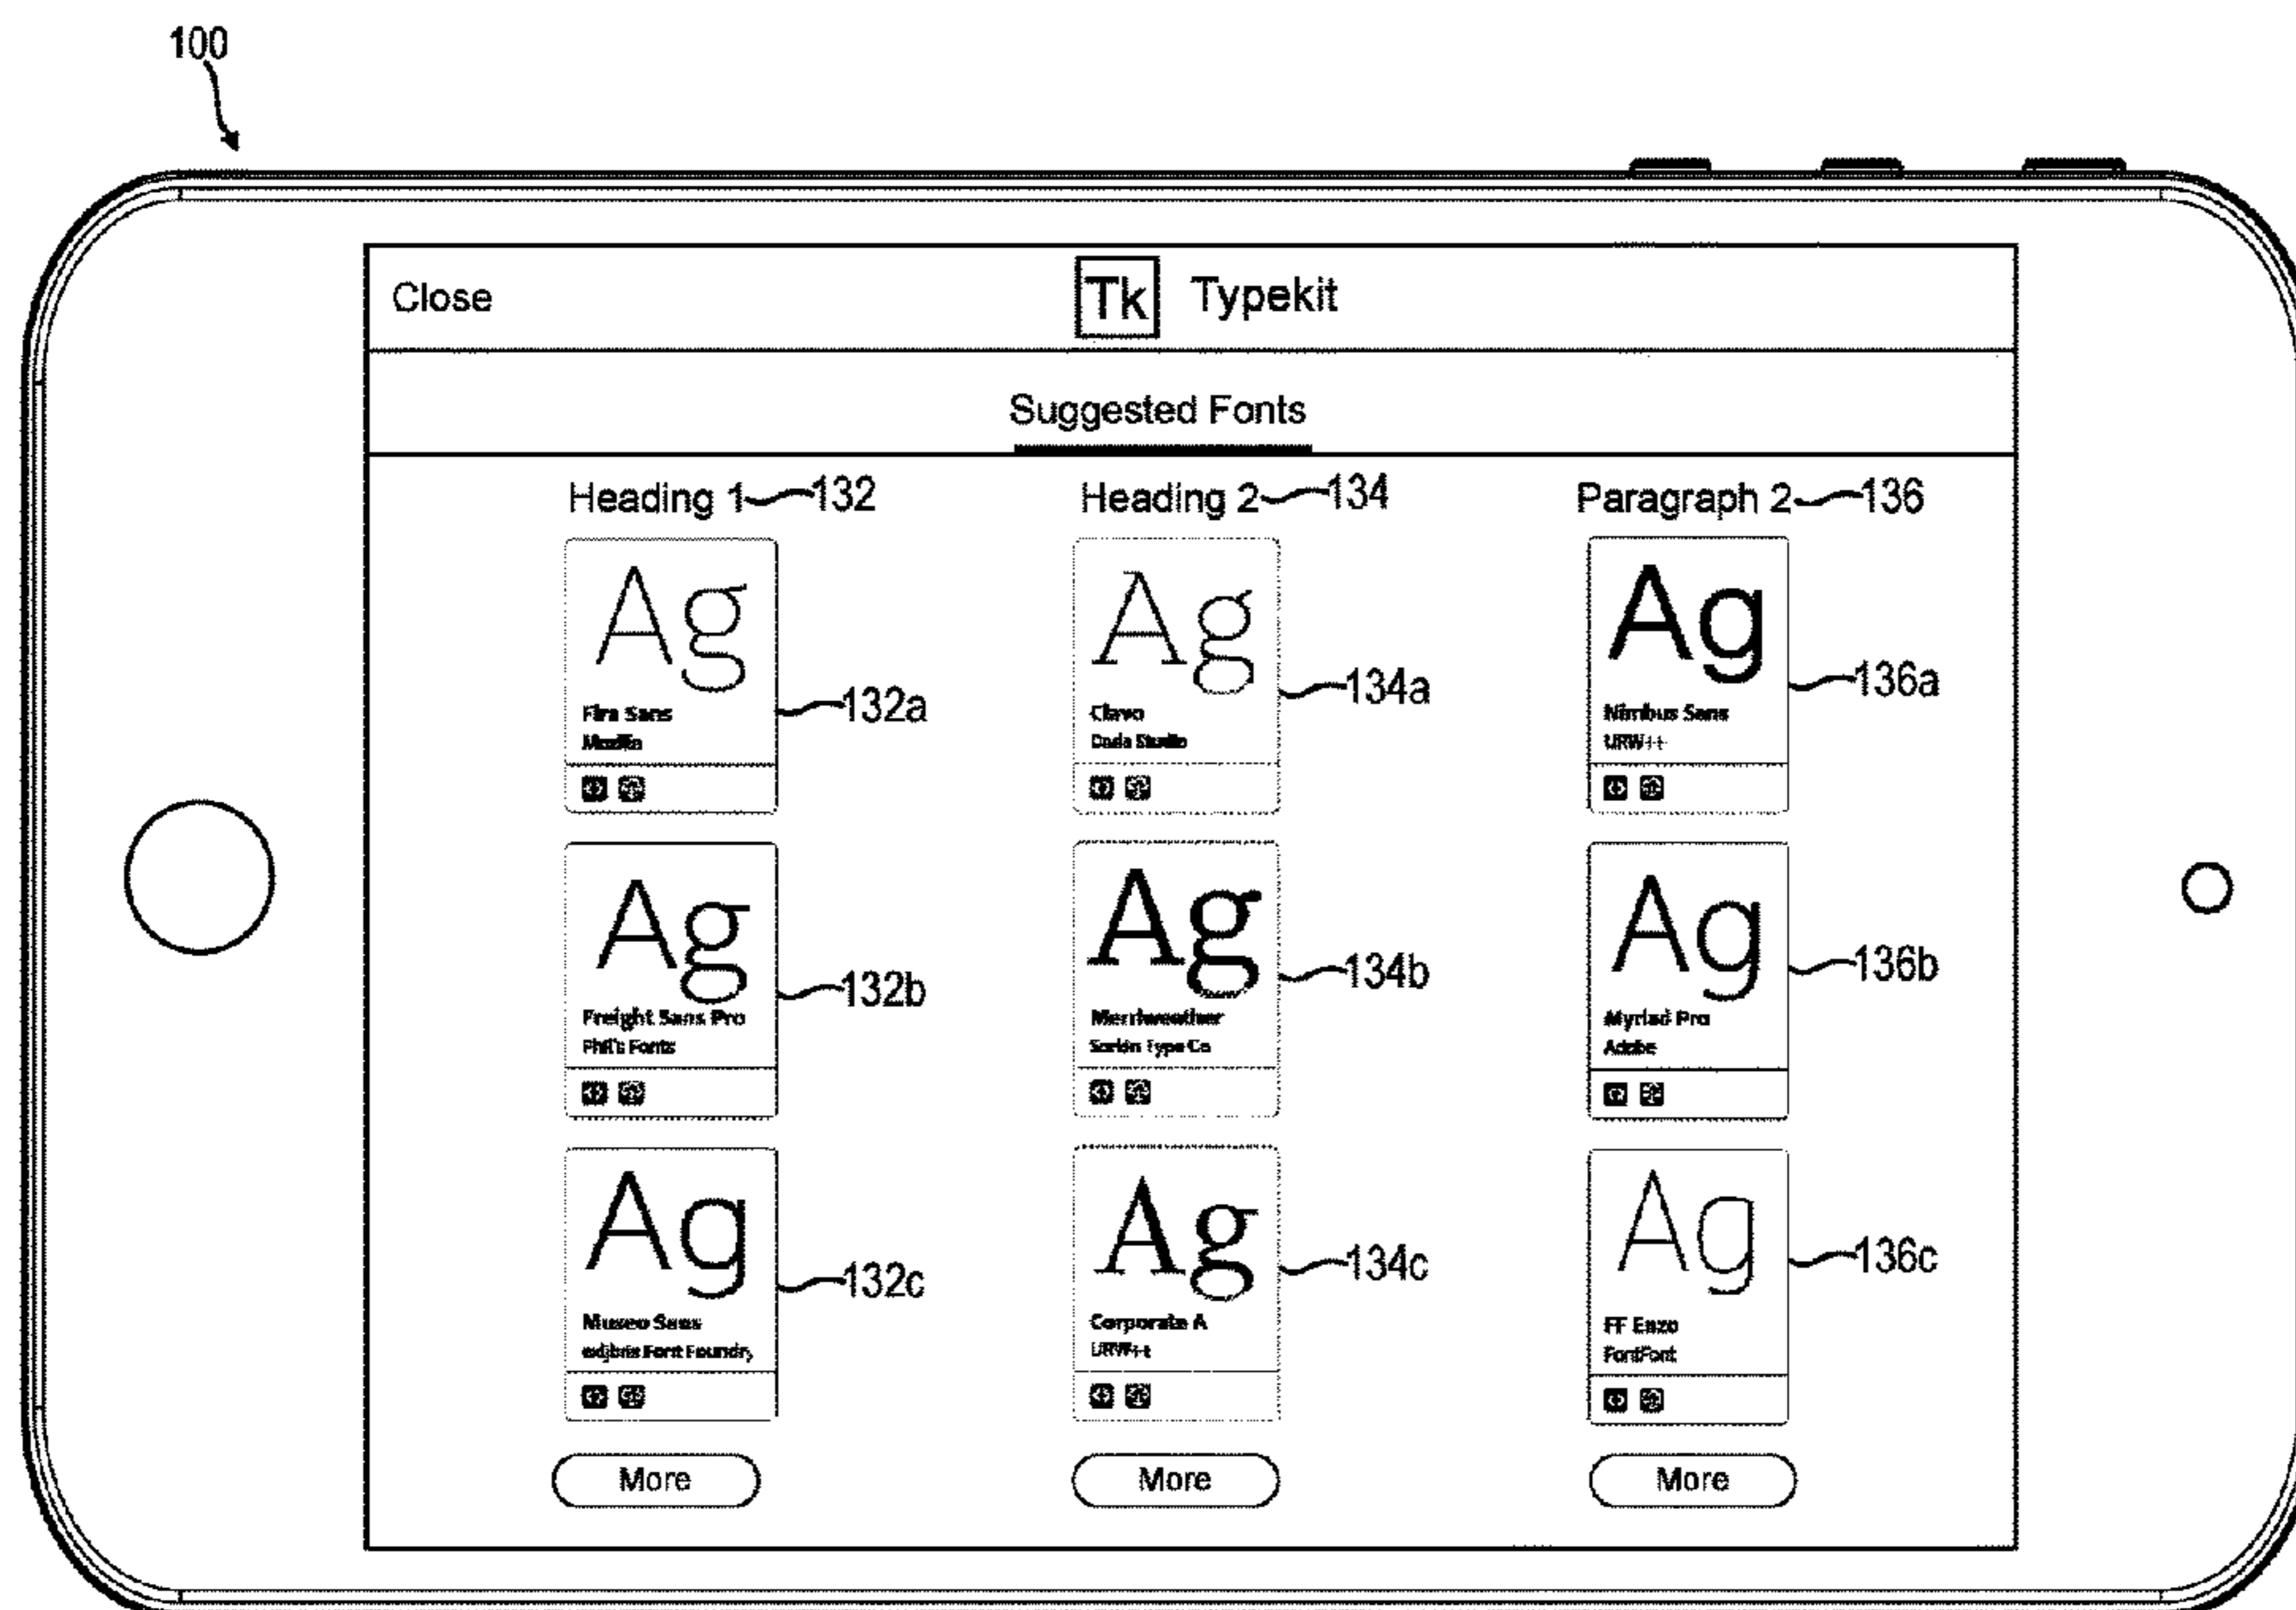 100
Close
Tk Typekit
Suggested Fonts
Heading 1 132
Heading 2 134
Paragraph 2 136
Ag
Fira Sans
Mozilla
132a
Ag
Clavo
Dada Studio
134a
Ag
Nimbus Sans
URW++
136a
Ag
Freight Sans Pro
Phil's Fonts
132b
Ag
Merriweather
Sorkin Type Co
134b
Ag
Myriad Pro
Adobe
136b
Ag
Museo Sans
exljbris Font Foundry
132c
Ag
Corporate A
URW++
134c
Ag
FF Enzo
FontFont
136c
More
More
More